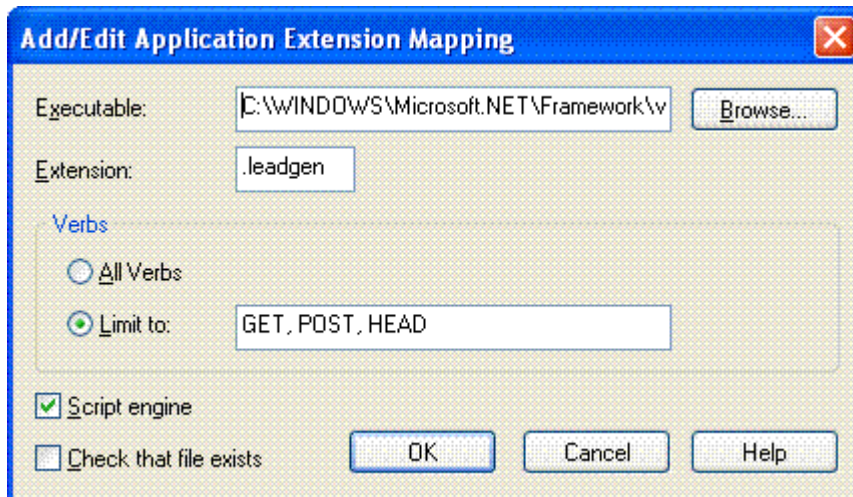 Add/Edit Application Extension Mapping
Executable: C:\WINDOWS\Microsoft.NET\Framework\v Browse...
Extension: .leadgen
Verbs
All Verbs
Limit to: GET, POST, HEAD
Script engine
Check that file exists OK Cancel Help